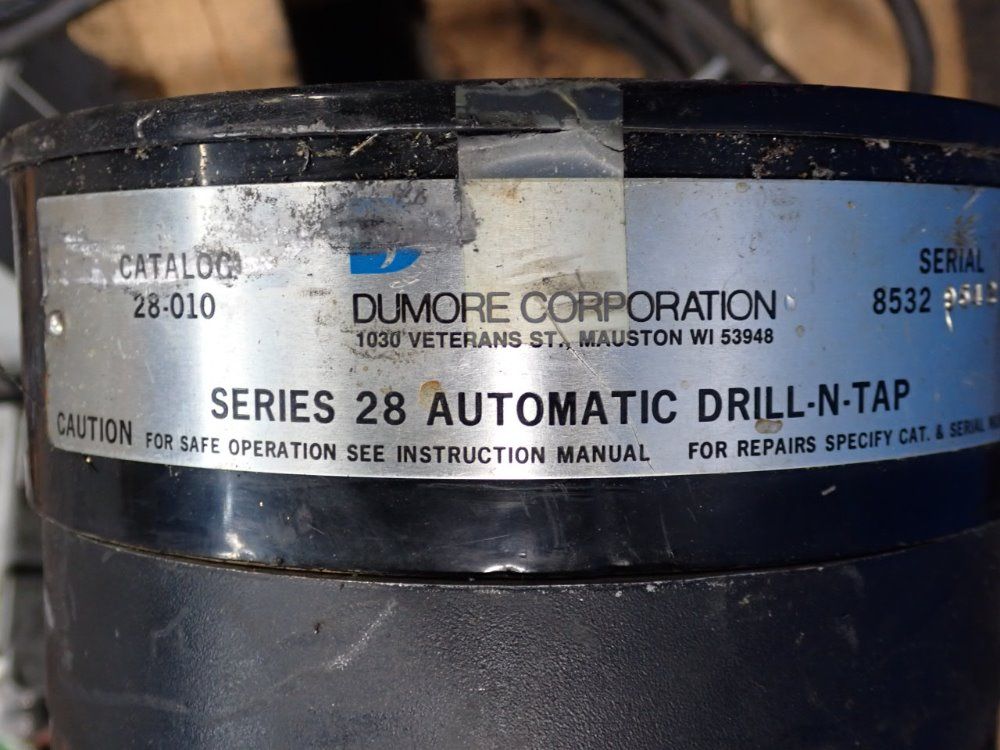 CATALOG
28-010
SERIAL
8532
DUMORE CORPORATION
1030 VETERANS ST., MAUSTON WI 53948
SERIES 28 AUTOMATIC DRILL-N-TAP
CAUTION FOR SAFE OPERATION SEE INSTRUCTION MANUAL FOR REPAIRS SPECIFY CAT. & SERIAL